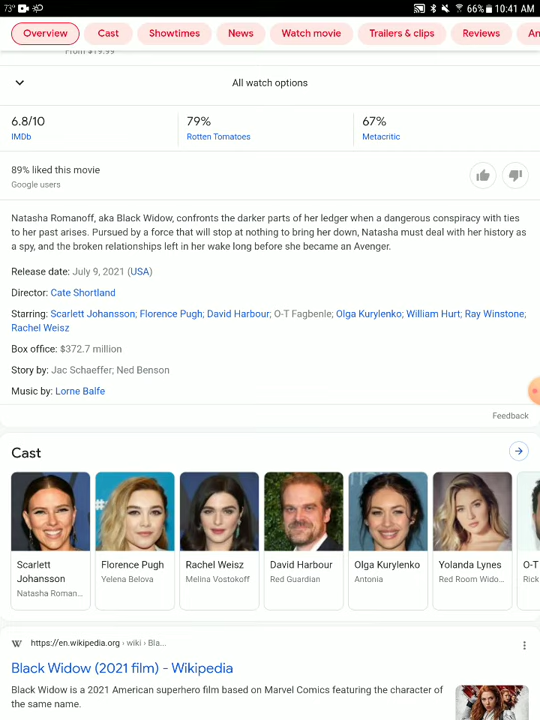 73° 66% 10:41 AM
Overview Cast Showtimes News Watch movie Trailers & clips Reviews
From $19.99
All watch options
6.8/10 79% 67%
IMDb Rotten Tomatoes Metacritic
89% liked this movie
Google users
Natasha Romanoff, aka Black Widow, confronts the darker parts of her ledger when a dangerous conspiracy with ties
to her past arises. Pursued by a force that will stop at nothing to bring her down, Natasha must deal with her history as
a spy, and the broken relationships left in her wake long before she became an Avenger.
Release date: July 9, 2021 (USA)
Director: Cate Shortland
Starring: Scarlett Johansson; Florence Pugh; David Harbour; O-T Fagbenle; Olga Kurylenko; William Hurt; Ray Winstone;
Rachel Weisz
Box office: $372.7 million
Story by: Jac Schaeffer; Ned Benson
Music by: Lorne Balfe
Feedback
Cast
Scarlett Florence Pugh Rachel Weisz David Harbour Olga Kurylenko Yolanda Lynes O-T
Johansson Yelena Belova Melina Vostokoff Red Guardian Antonia Red Room Wido... Rick
Natasha Roman...
https://en.wikipedia.org › wiki › Bla...
Black Widow (2021 film) - Wikipedia
Black Widow is a 2021 American superhero film based on Marvel Comics featuring the character of
the same name.